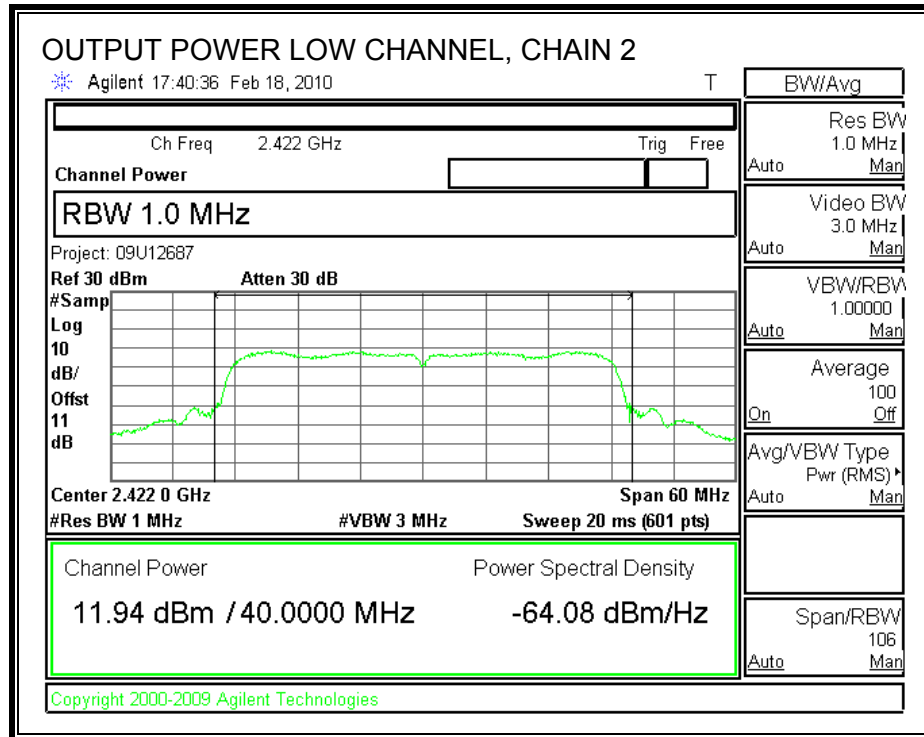 OUTPUT POWER LOW CHANNEL, CHAIN 2
Agilent 17:40:36 Feb 18, 2010 T
Ch Freq 2.422 GHz Trig Free
Channel Power
RBW 1.0 MHz
Project: 09U12687
Ref 30 dBm Atten 30 dB
#Samp
Log
10
dB/
Offst
11
dB
Center 2.422 0 GHz Span 60 MHz
#Res BW 1 MHz #VBW 3 MHz Sweep 20 ms (601 pts)
Channel Power Power Spectral Density
11.94 dBm / 40.0000 MHz -64.08 dBm/Hz
Copyright 2000-2009 Agilent Technologies
BW/Avg
Res BW
1.0 MHz
Auto Man
Video BW
3.0 MHz
Auto Man
VBW/RBW
1.00000
Auto Man
Average
100
On Off
Avg/VBW Type
Pwr (RMS)
Auto Man
Span/RBW
106
Auto Man